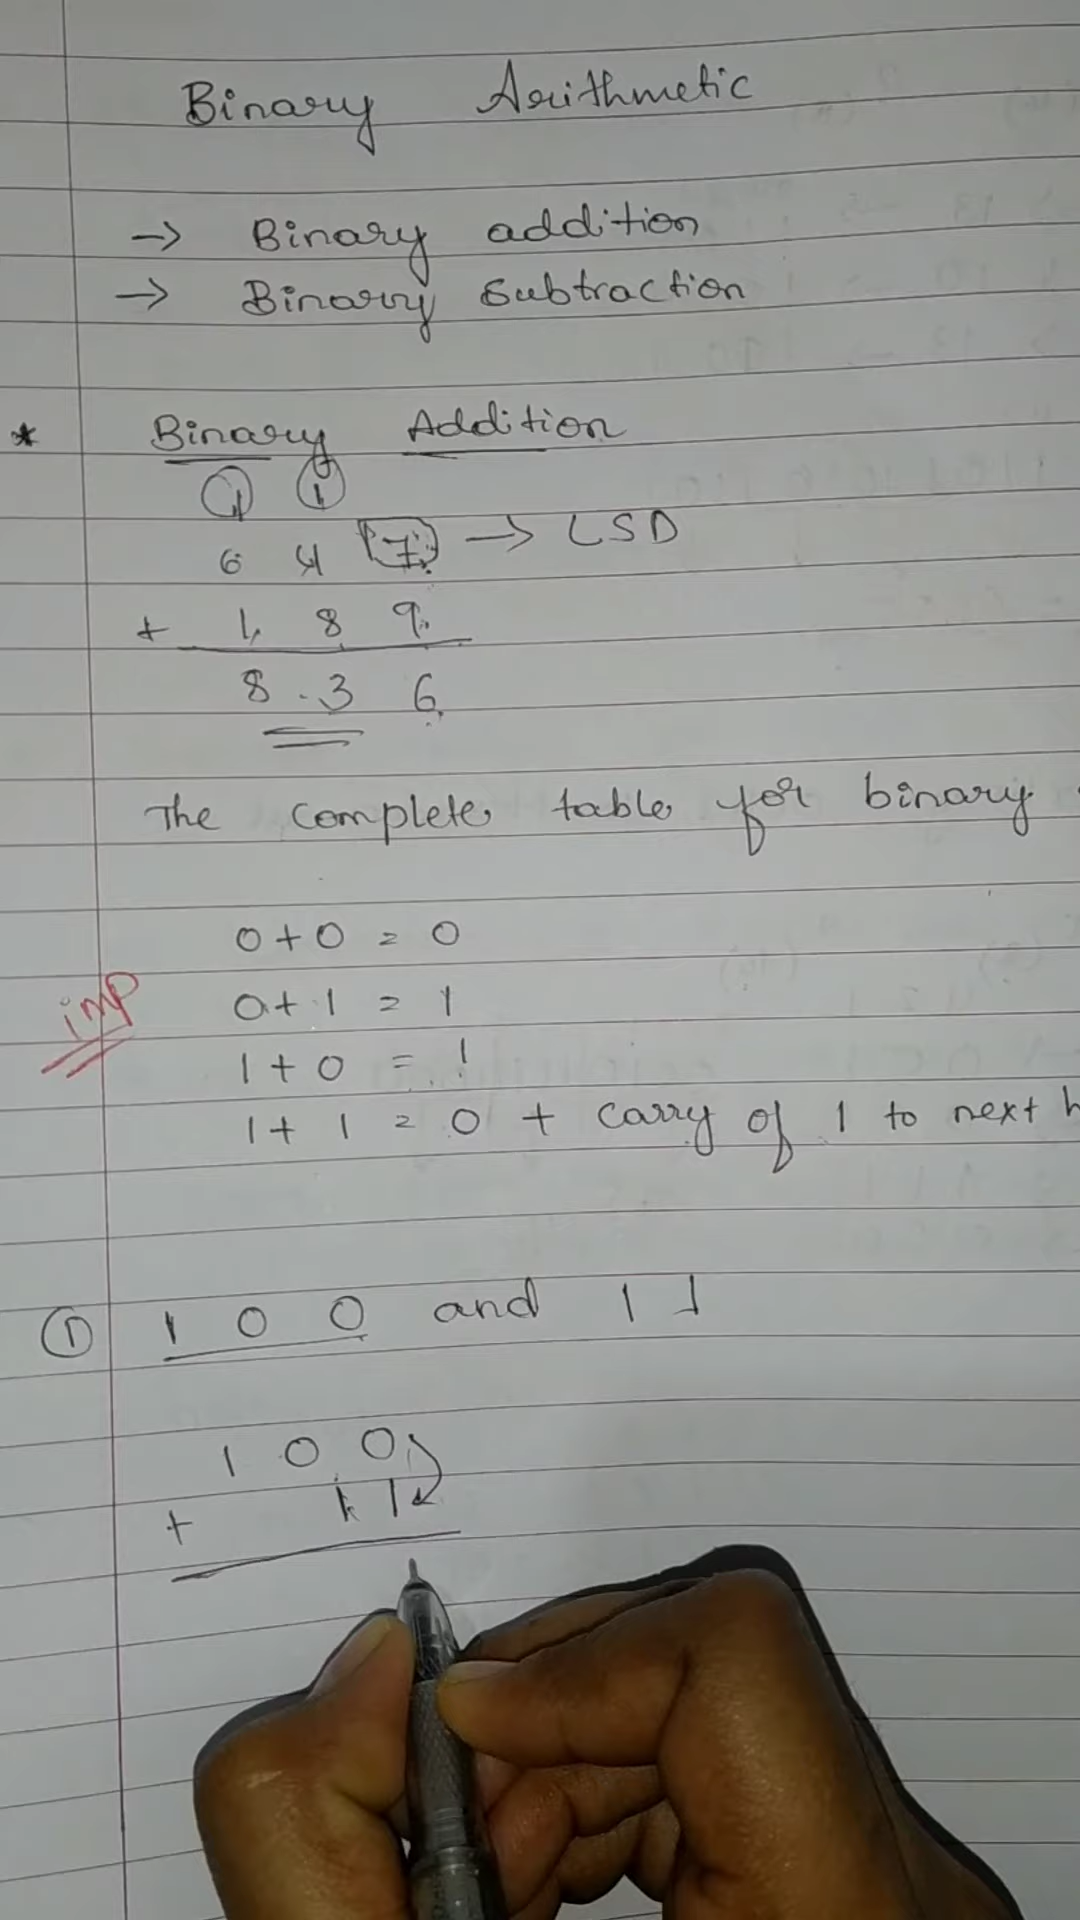 Binary Arithmetic
→ Binary addition
→ Binary Subtraction
* Binary Addition
1 1
6 4 7 → LSD
+ 1 8 9
8 3 6
The complete table for binary
0 + 0 = 0
imp
0 + 1 = 1
1 + 0 = 1
1 + 1 = 0 + carry of 1 to next h
① 1 0 0 and 1 1
1 0 0
+ 1 1